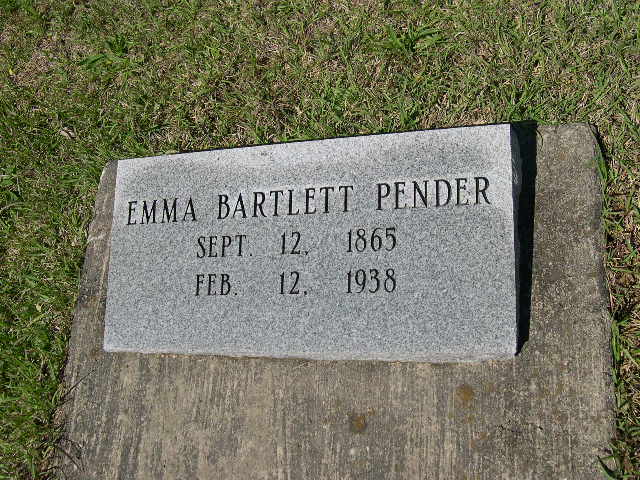 EMMA BARTLETT PENDER
SEPT. 12, 1865
FEB. 12, 1938